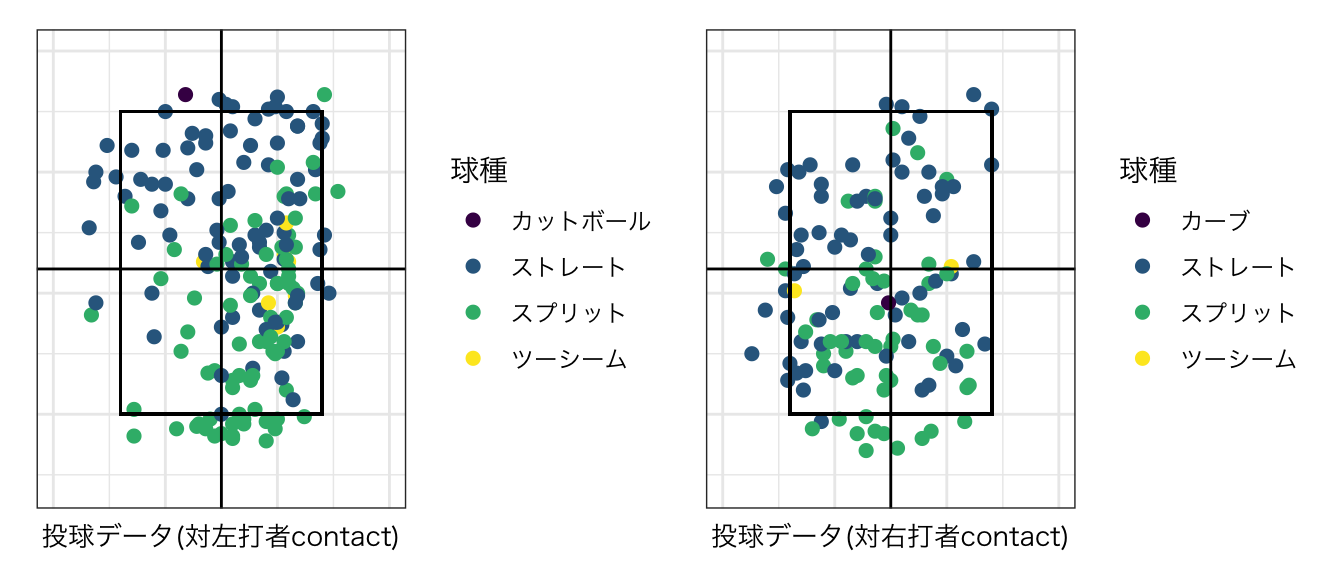 球種
カットボール
ストレート
スプリット
ツーシーム
投球データ(対左打者contact)
球種
カーブ
ストレート
スプリット
ツーシーム
投球データ(対右打者contact)